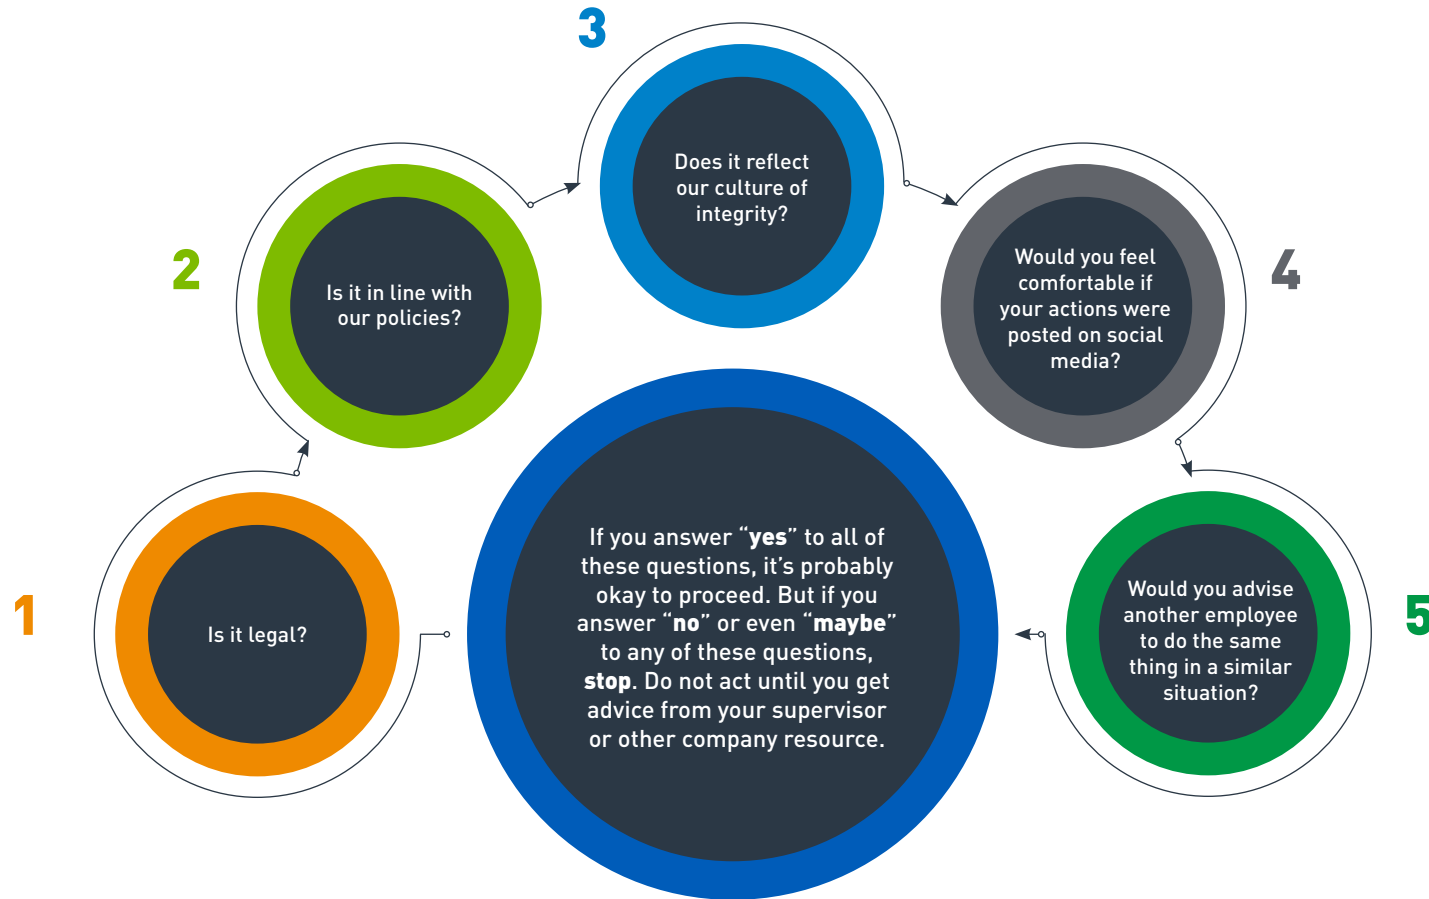 1
Is it legal?
2
Is it in line with
our policies?
3
Does it reflect
our culture of
integrity?
4
Would you feel
comfortable if
your actions were
posted on social
media?
5
Would you advise
another employee
to do the same
thing in a similar
situation?
If you answer “yes” to all of
these questions, it’s probably
okay to proceed. But if you
answer “no” or even “maybe”
to any of these questions,
stop. Do not act until you get
advice from your supervisor
or other company resource.